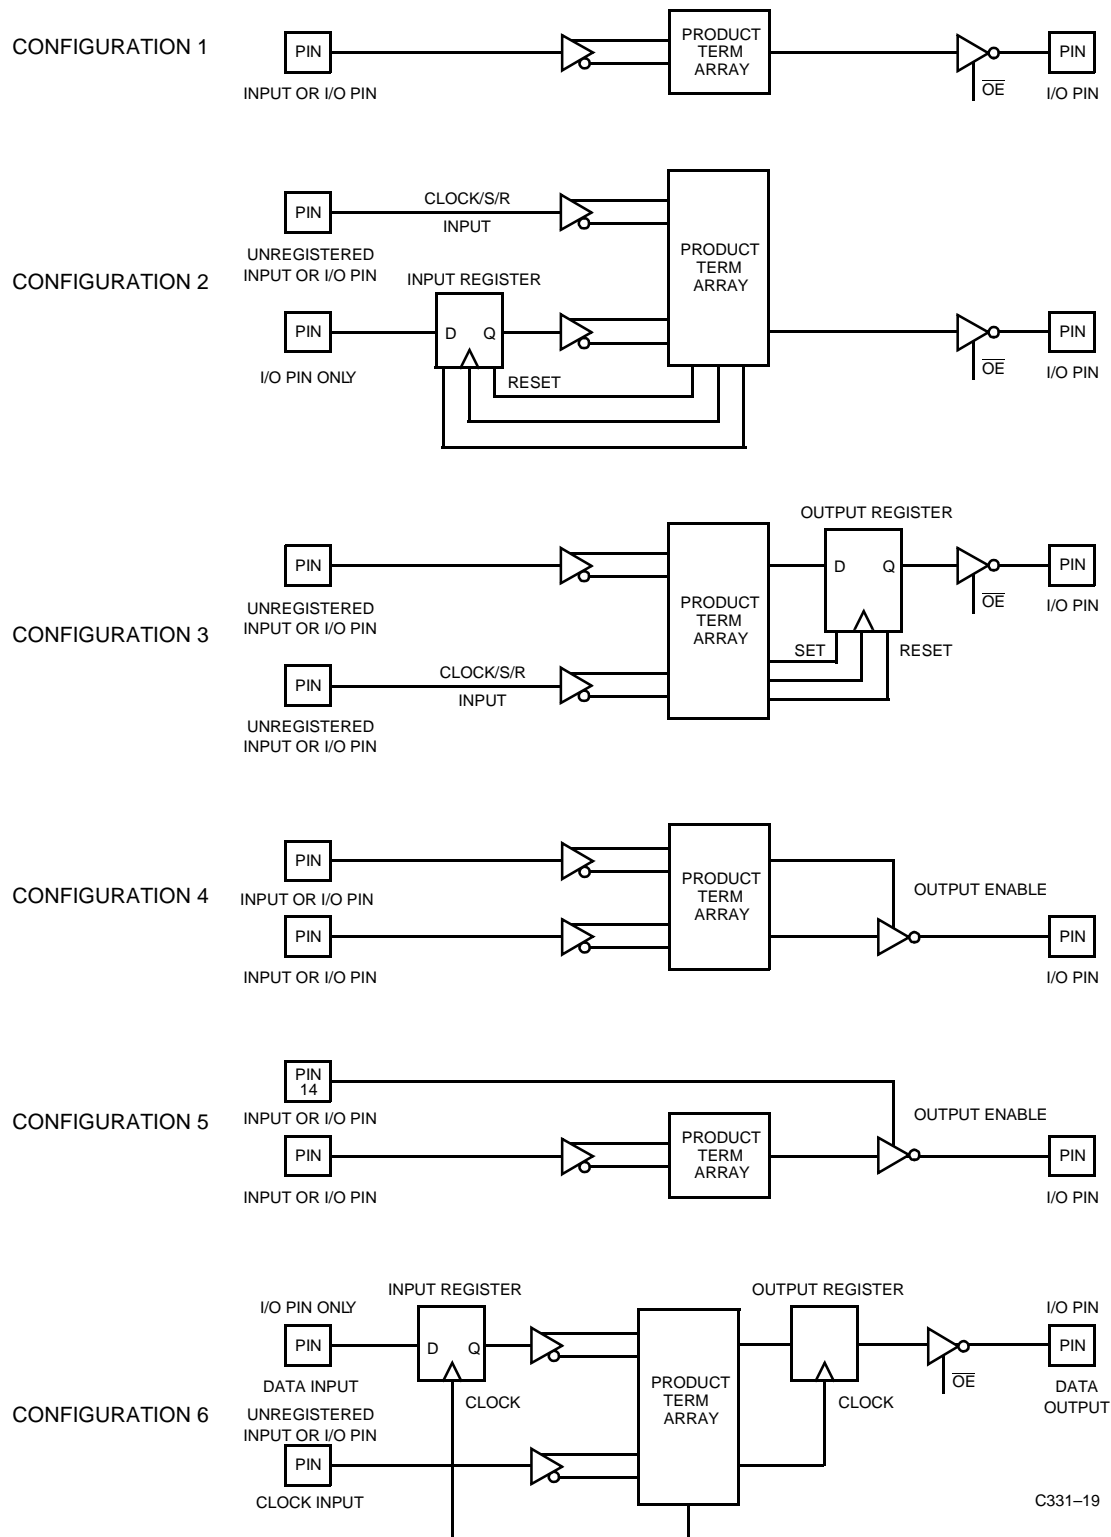 CONFIGURATION 1
PIN
INPUT OR I/O PIN
PRODUCT
TERM
ARRAY
OE
PIN
I/O PIN
CONFIGURATION 2
PIN
CLOCK/S/R
INPUT
UNREGISTERED
INPUT OR I/O PIN
INPUT REGISTER
PIN
D Q
I/O PIN ONLY
RESET
PRODUCT
TERM
ARRAY
OE
PIN
I/O PIN
CONFIGURATION 3
PIN
UNREGISTERED
INPUT OR I/O PIN
PIN
CLOCK/S/R
INPUT
UNREGISTERED
INPUT OR I/O PIN
PRODUCT
TERM
ARRAY
OUTPUT REGISTER
D Q
SET
RESET
OE
PIN
I/O PIN
CONFIGURATION 4
PIN
INPUT OR I/O PIN
PIN
INPUT OR I/O PIN
PRODUCT
TERM
ARRAY
OUTPUT ENABLE
PIN
I/O PIN
CONFIGURATION 5
PIN
14
INPUT OR I/O PIN
PIN
INPUT OR I/O PIN
PRODUCT
TERM
ARRAY
OUTPUT ENABLE
PIN
I/O PIN
CONFIGURATION 6
I/O PIN ONLY
PIN
DATA INPUT
UNREGISTERED
INPUT OR I/O PIN
PIN
CLOCK INPUT
INPUT REGISTER
D Q
CLOCK
PRODUCT
TERM
ARRAY
OUTPUT REGISTER
CLOCK
OE
I/O PIN
PIN
DATA
OUTPUT
C331–19